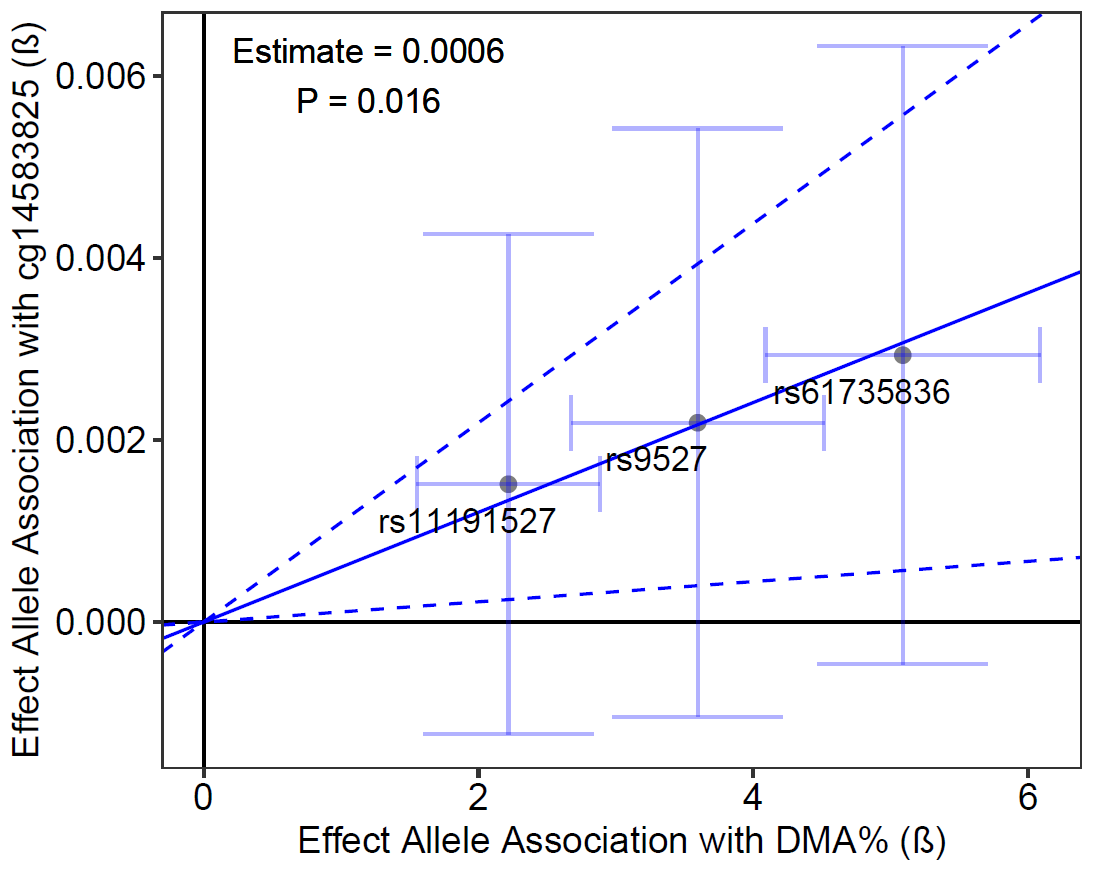 Effect Allele Association with cg14583825 (ß)
0.006
0.004
0.002
0.000
Estimate = 0.0006
P = 0.016
rs61735836
rs9527
rs11191527
0
2
4
6
Effect Allele Association with DMA% (ß)